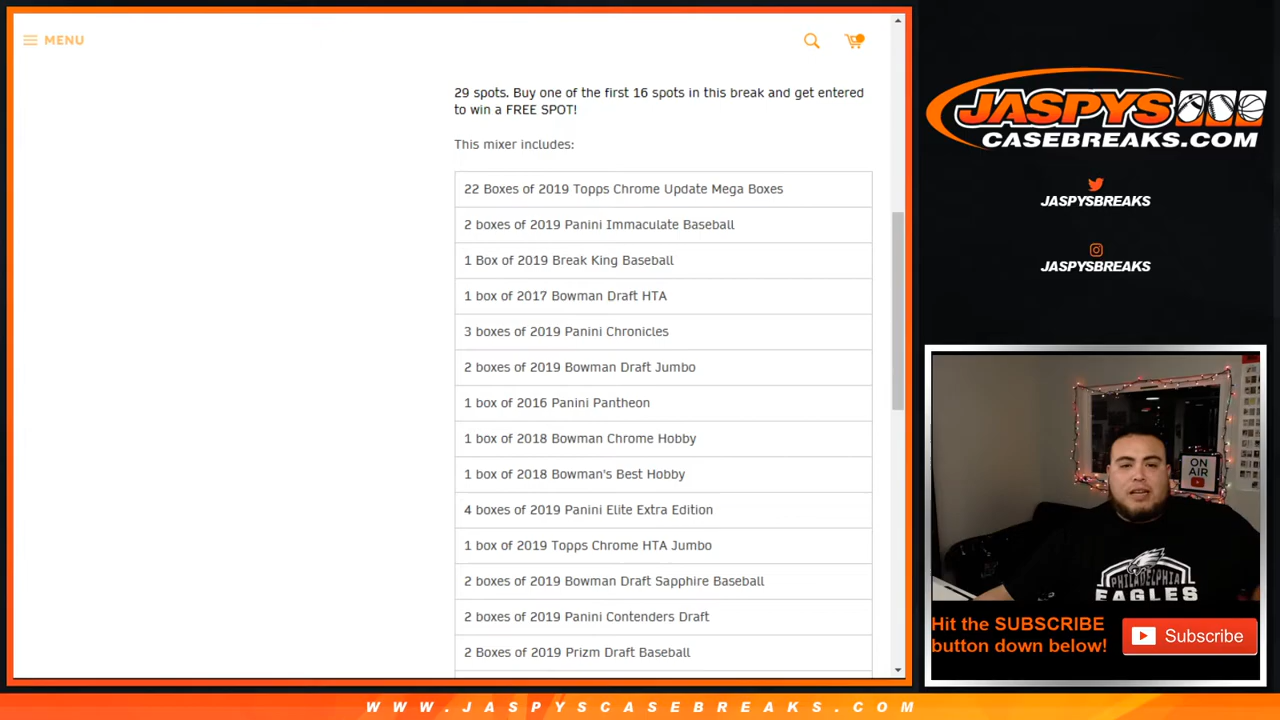 MENU
29 spots. Buy one of the first 16 spots in this break and get entered
to win a FREE SPOT!
This mixer includes:
22 Boxes of 2019 Topps Chrome Update Mega Boxes
2 boxes of 2019 Panini Immaculate Baseball
1 Box of 2019 Break King Baseball
1 box of 2017 Bowman Draft HTA
3 boxes of 2019 Panini Chronicles
2 boxes of 2019 Bowman Draft Jumbo
1 box of 2016 Panini Pantheon
1 box of 2018 Bowman Chrome Hobby
1 box of 2018 Bowman's Best Hobby
4 boxes of 2019 Panini Elite Extra Edition
1 box of 2019 Topps Chrome HTA Jumbo
2 boxes of 2019 Bowman Draft Sapphire Baseball
2 boxes of 2019 Panini Contenders Draft
2 Boxes of 2019 Prizm Draft Baseball
JASPYS
CASEBREAKS.COM
JASPYSBREAKS
JASPYSBREAKS
ON
AIR
PHILADELPHIA
EAGLES
Hit the SUBSCRIBE
button down below!
Subscribe
WWW.JASPYSCASEBREAKS.COM